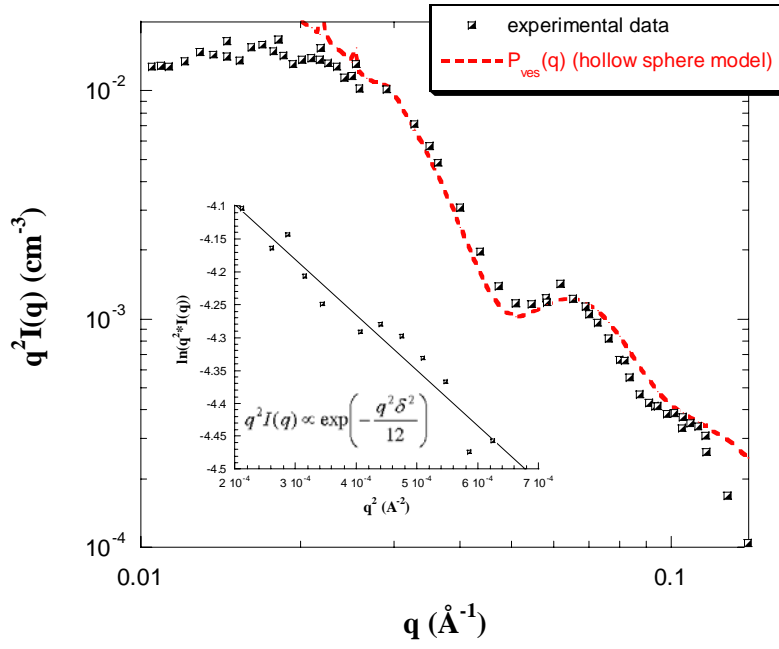 experimental data
P_ves(q) (hollow sphere model)
q²I(q) (cm⁻³)
10⁻²
10⁻³
10⁻⁴
0.01
0.1
q (Å⁻¹)
ln(q²*I(q))
-4.1
-4.15
-4.2
-4.25
-4.3
-4.35
-4.4
-4.45
-4.5
q²I(q) ∝ exp(-q²δ²/12)
2 10⁻⁴ 3 10⁻⁴ 4 10⁻⁴ 5 10⁻⁴ 6 10⁻⁴ 7 10⁻⁴
q² (A⁻²)